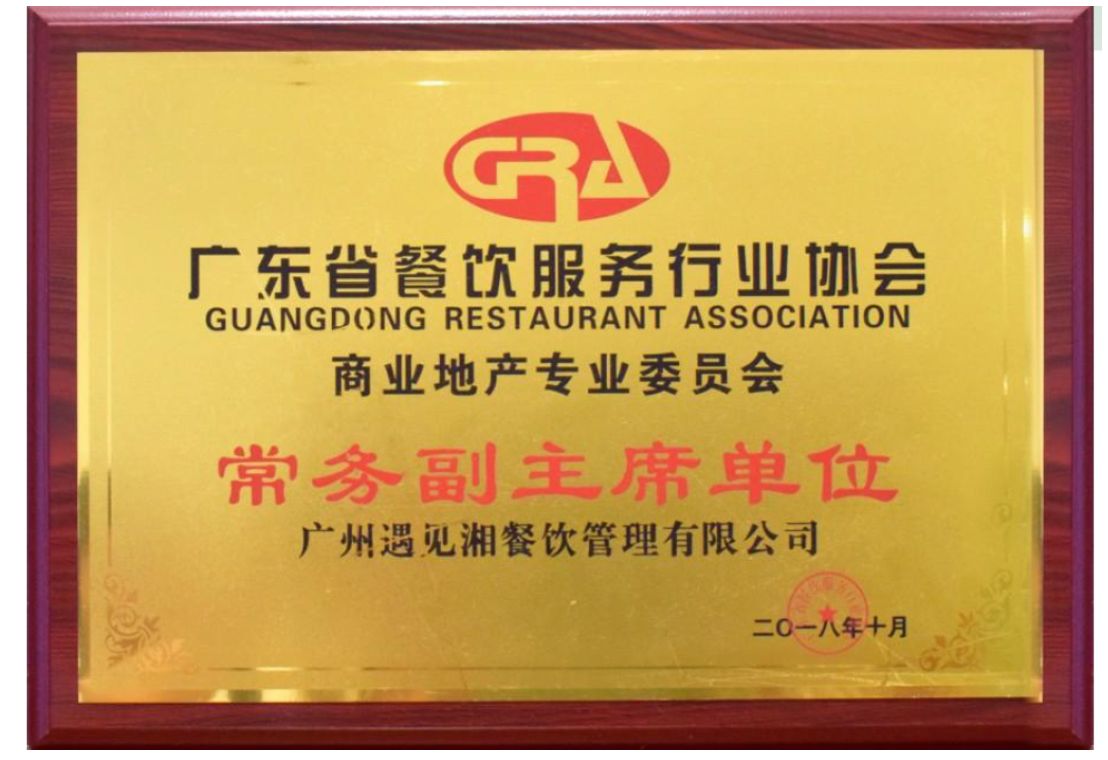 GRA
广东省餐饮服务行业协会
GUANGDONG RESTAURANT ASSOCIATION
商业地产专业委员会
常务副主席单位
广州遇见湘餐饮管理有限公司
二〇一八年十月